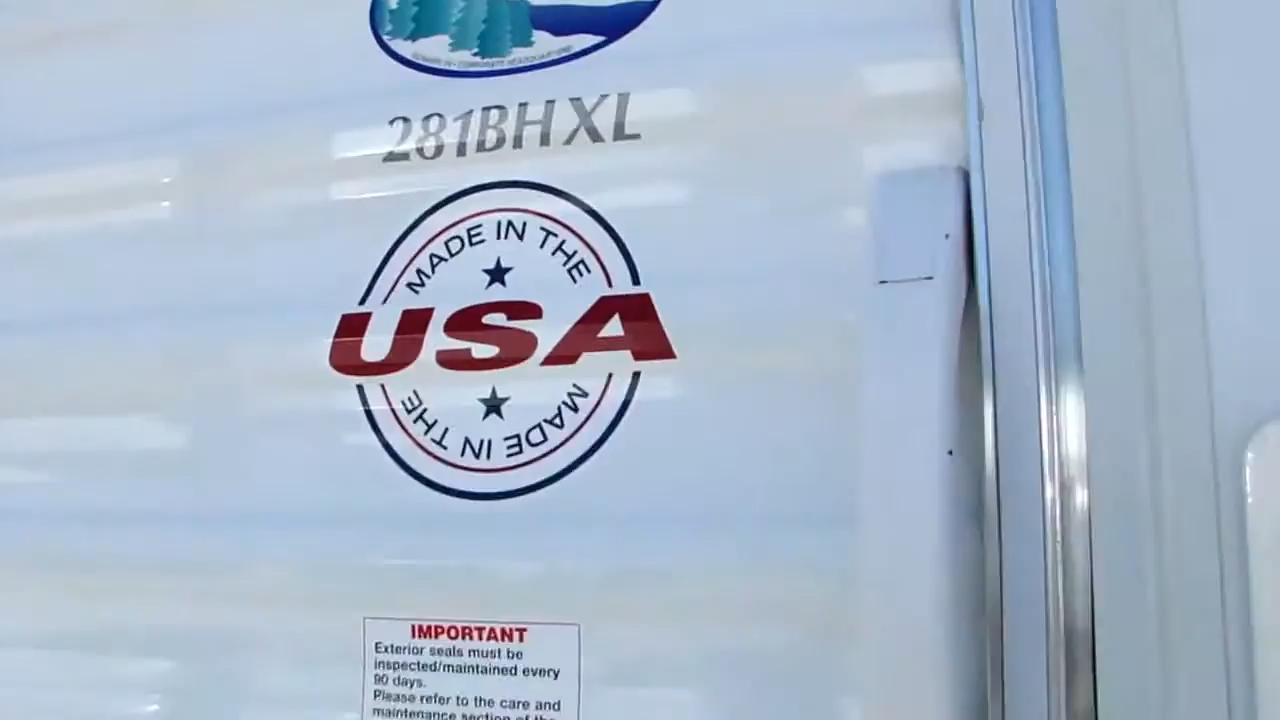 281BHXL
MADE IN THE
USA
MADE IN THE
IMPORTANT
Exterior seals must be
inspected/maintained every
90 days.
Please refer to the care and
maintenance section of the